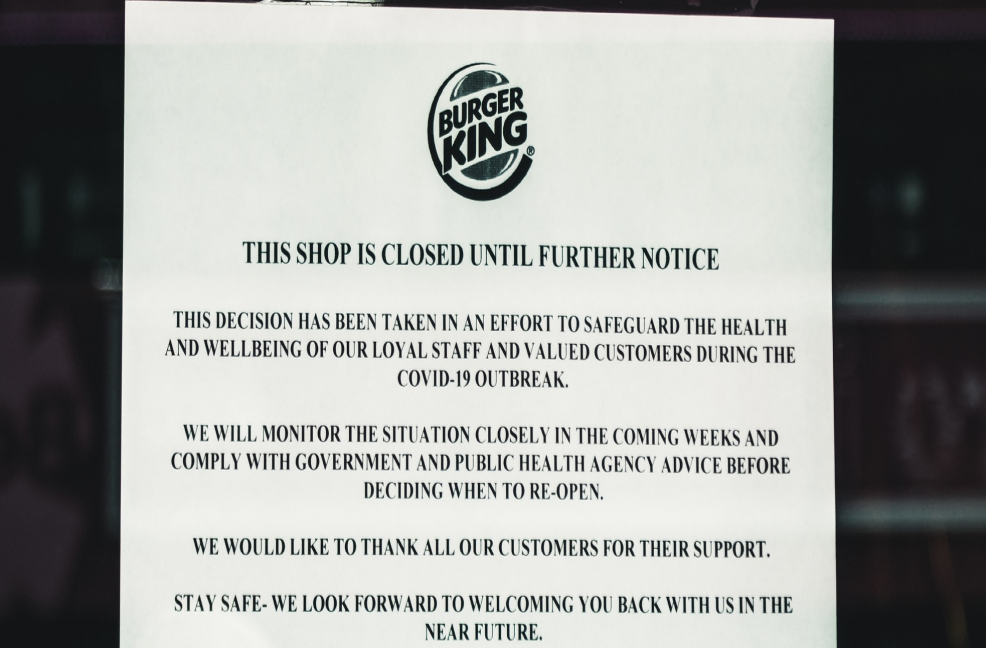 BURGER
KING®
THIS SHOP IS CLOSED UNTIL FURTHER NOTICE
THIS DECISION HAS BEEN TAKEN IN AN EFFORT TO SAFEGUARD THE HEALTH
AND WELLBEING OF OUR LOYAL STAFF AND VALUED CUSTOMERS DURING THE
COVID-19 OUTBREAK.
WE WILL MONITOR THE SITUATION CLOSELY IN THE COMING WEEKS AND
COMPLY WITH GOVERNMENT AND PUBLIC HEALTH AGENCY ADVICE BEFORE
DECIDING WHEN TO RE-OPEN.
WE WOULD LIKE TO THANK ALL OUR CUSTOMERS FOR THEIR SUPPORT.
STAY SAFE- WE LOOK FORWARD TO WELCOMING YOU BACK WITH US IN THE
NEAR FUTURE.